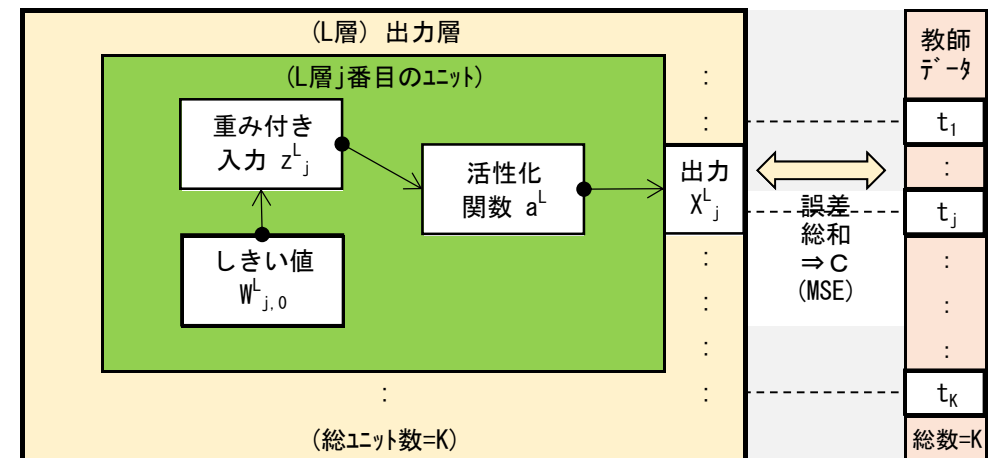 (L層) 出力層
(L層j番目のﾕﾆｯﾄ)
重み付き
入力 z^L_j
しきい値
W^L_{j,0}
活性化
関数 a^L
:
:
出力
X^L_j
:
:
:
:
:
(総ﾕﾆｯﾄ数=K)
誤差
総和
⇒C
(MSE)
教師
ﾃﾞｰﾀ
t_1
:
t_j
:
:
:
t_K
総数=K